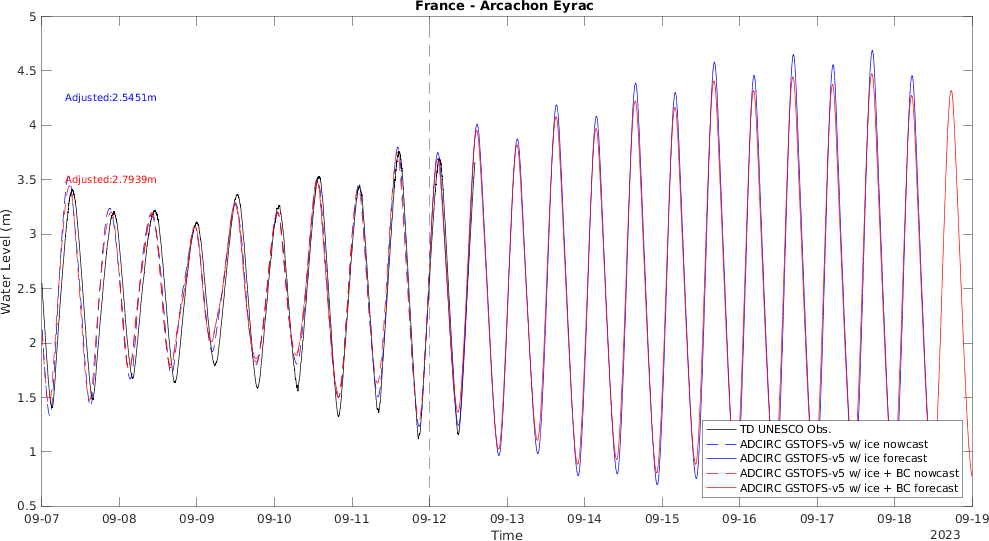 France - Arcachon Eyrac
Water Level (m)
5
4.5
4
3.5
3
2.5
2
1.5
1
0.5
Adjusted:2.5451m
Adjusted:2.7939m
TD UNESCO Obs.
ADCIRC GSTOFS-v5 w/ ice nowcast
ADCIRC GSTOFS-v5 w/ ice forecast
ADCIRC GSTOFS-v5 w/ ice + BC nowcast
ADCIRC GSTOFS-v5 w/ ice + BC forecast
09-07 09-08 09-09 09-10 09-11 09-12 09-13 09-14 09-15 09-16 09-17 09-18 09-19
Time
2023